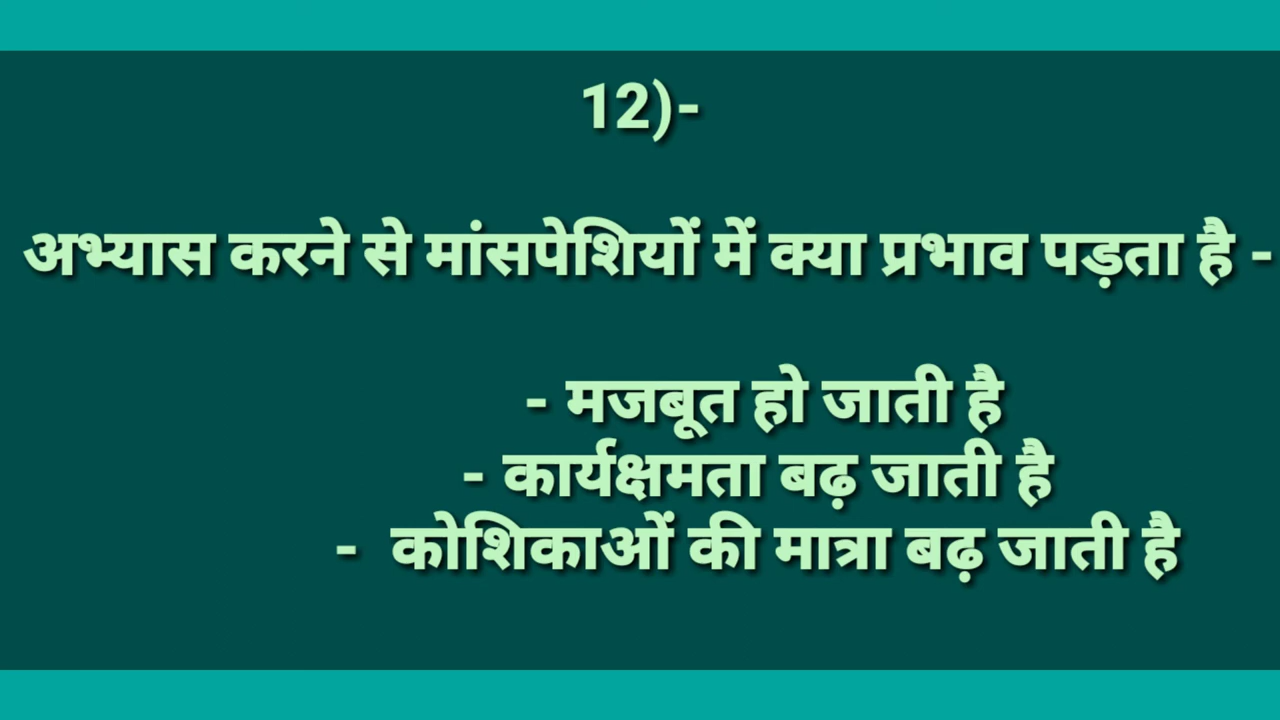 12)-
अभ्यास करने से मांसपेशियों में क्या प्रभाव पड़ता है -
- मजबूत हो जाती है
- कार्यक्षमता बढ़ जाती है
- कोशिकाओं की मात्रा बढ़ जाती है